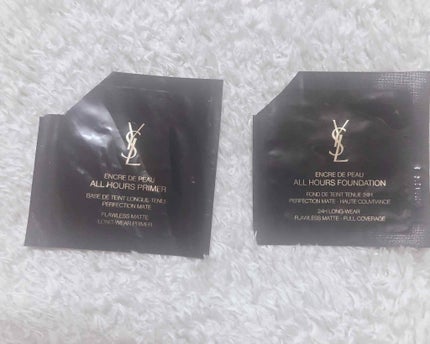 YSL
ENCRE DE PEAU
ALL HOURS PRIMER
BASE DE TEINT LONGUE-TENUE
PERFECTION MATE
FLAWLESS MATTE
LONG-WEAR PRIMER
YSL
ENCRE DE PEAU
ALL HOURS FOUNDATION
FOND DE TEINT TENUE 24H
PERFECTION MATE - HAUTE COUVRANCE
24H LONG-WEAR
FLAWLESS MATTE - FULL COVERAGE